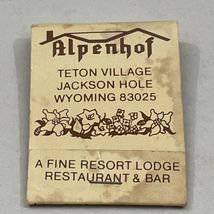 Alpenhof
TETON VILLAGE
JACKSON HOLE
WYOMING 83025
A FINE RESORT LODGE
RESTAURANT & BAR